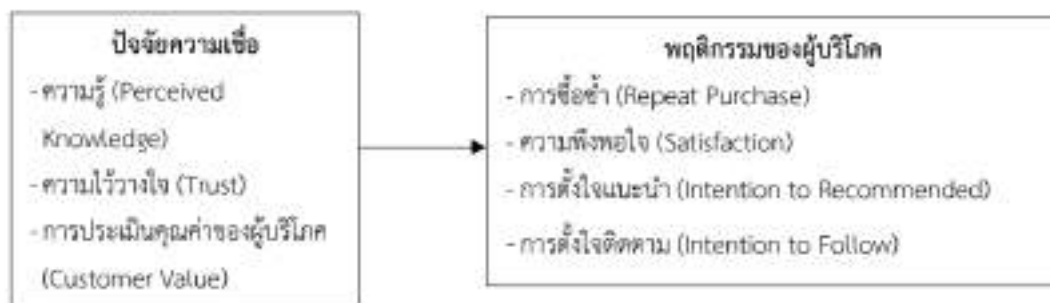 ปัจจัยความเชื่อ
- ความรู้ (Perceived
Knowledge)
- ความไว้วางใจ (Trust)
- การประเมินคุณค่าของผู้บริโภค
(Customer Value)
พฤติกรรมของผู้บริโภค
- การซื้อซ้ำ (Repeat Purchase)
- ความพึงพอใจ (Satisfaction)
- การตั้งใจแนะนำ (Intention to Recommended)
- การตั้งใจติดตาม (Intention to Follow)